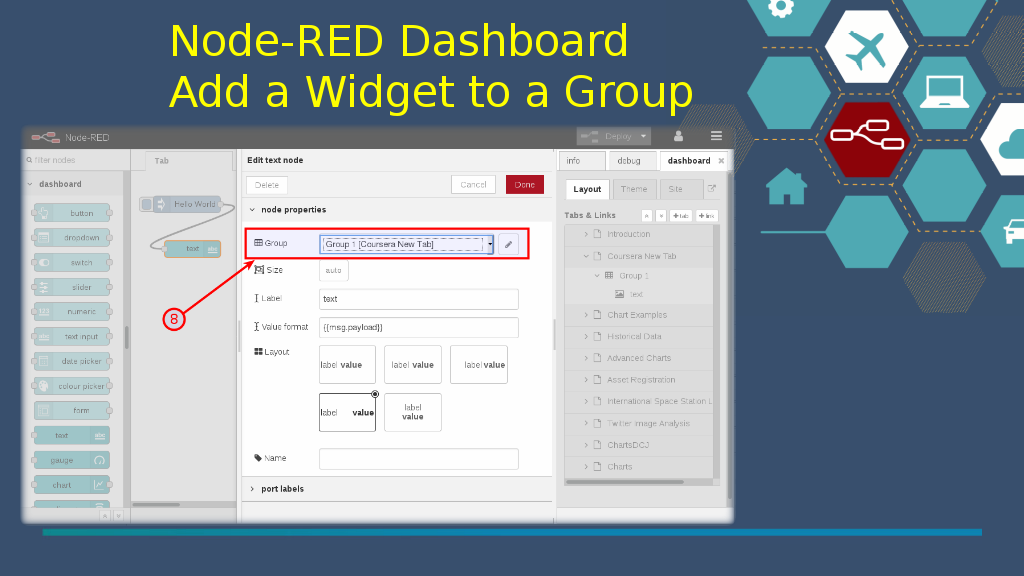 Node-RED Dashboard
Add a Widget to a Group
Node-RED
Deploy
filter nodes
dashboard
button
dropdown
switch
slider
numeric
text input
date picker
colour picker
form
text
gauge
chart
Tab
Hello World
text
8
Edit text node
Delete
Cancel
Done
node properties
Group
Group 1 [Coursera New Tab]
Size
auto
Label
text
Value format
{{msg.payload}}
Layout
label value
label value
label value
label value
label
value
Name
port labels
info
debug
dashboard
Layout
Theme
Site
Tabs & Links
+tab
+link
Introduction
Coursera New Tab
Group 1
text
Chart Examples
Historical Data
Advanced Charts
Asset Registration
International Space Station L
Twitter Image Analysis
ChartsDCJ
Charts